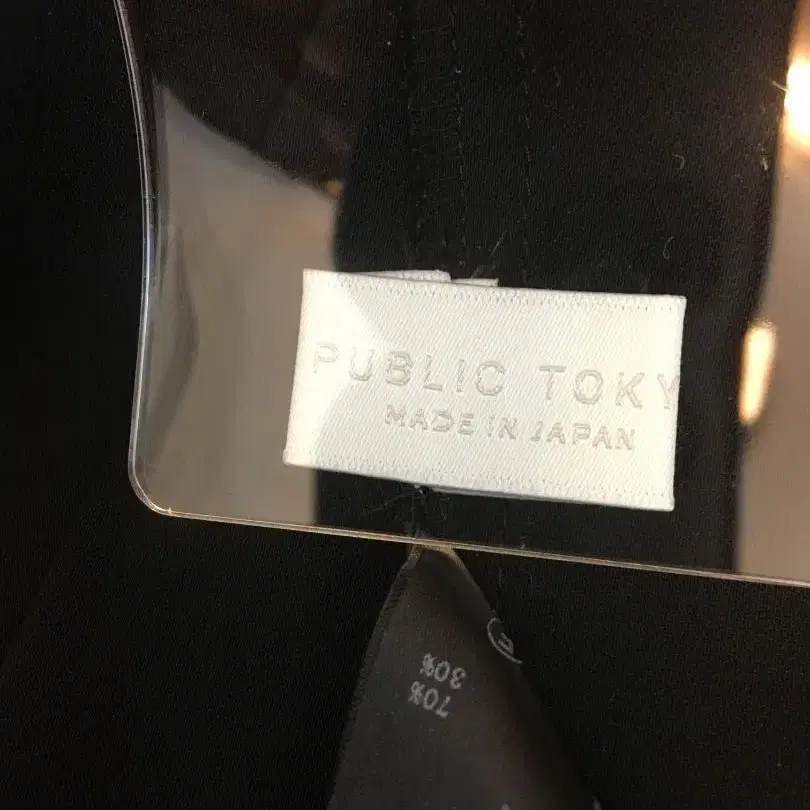 PUBLIC TOKY
MADE IN JAPAN
70%
30%